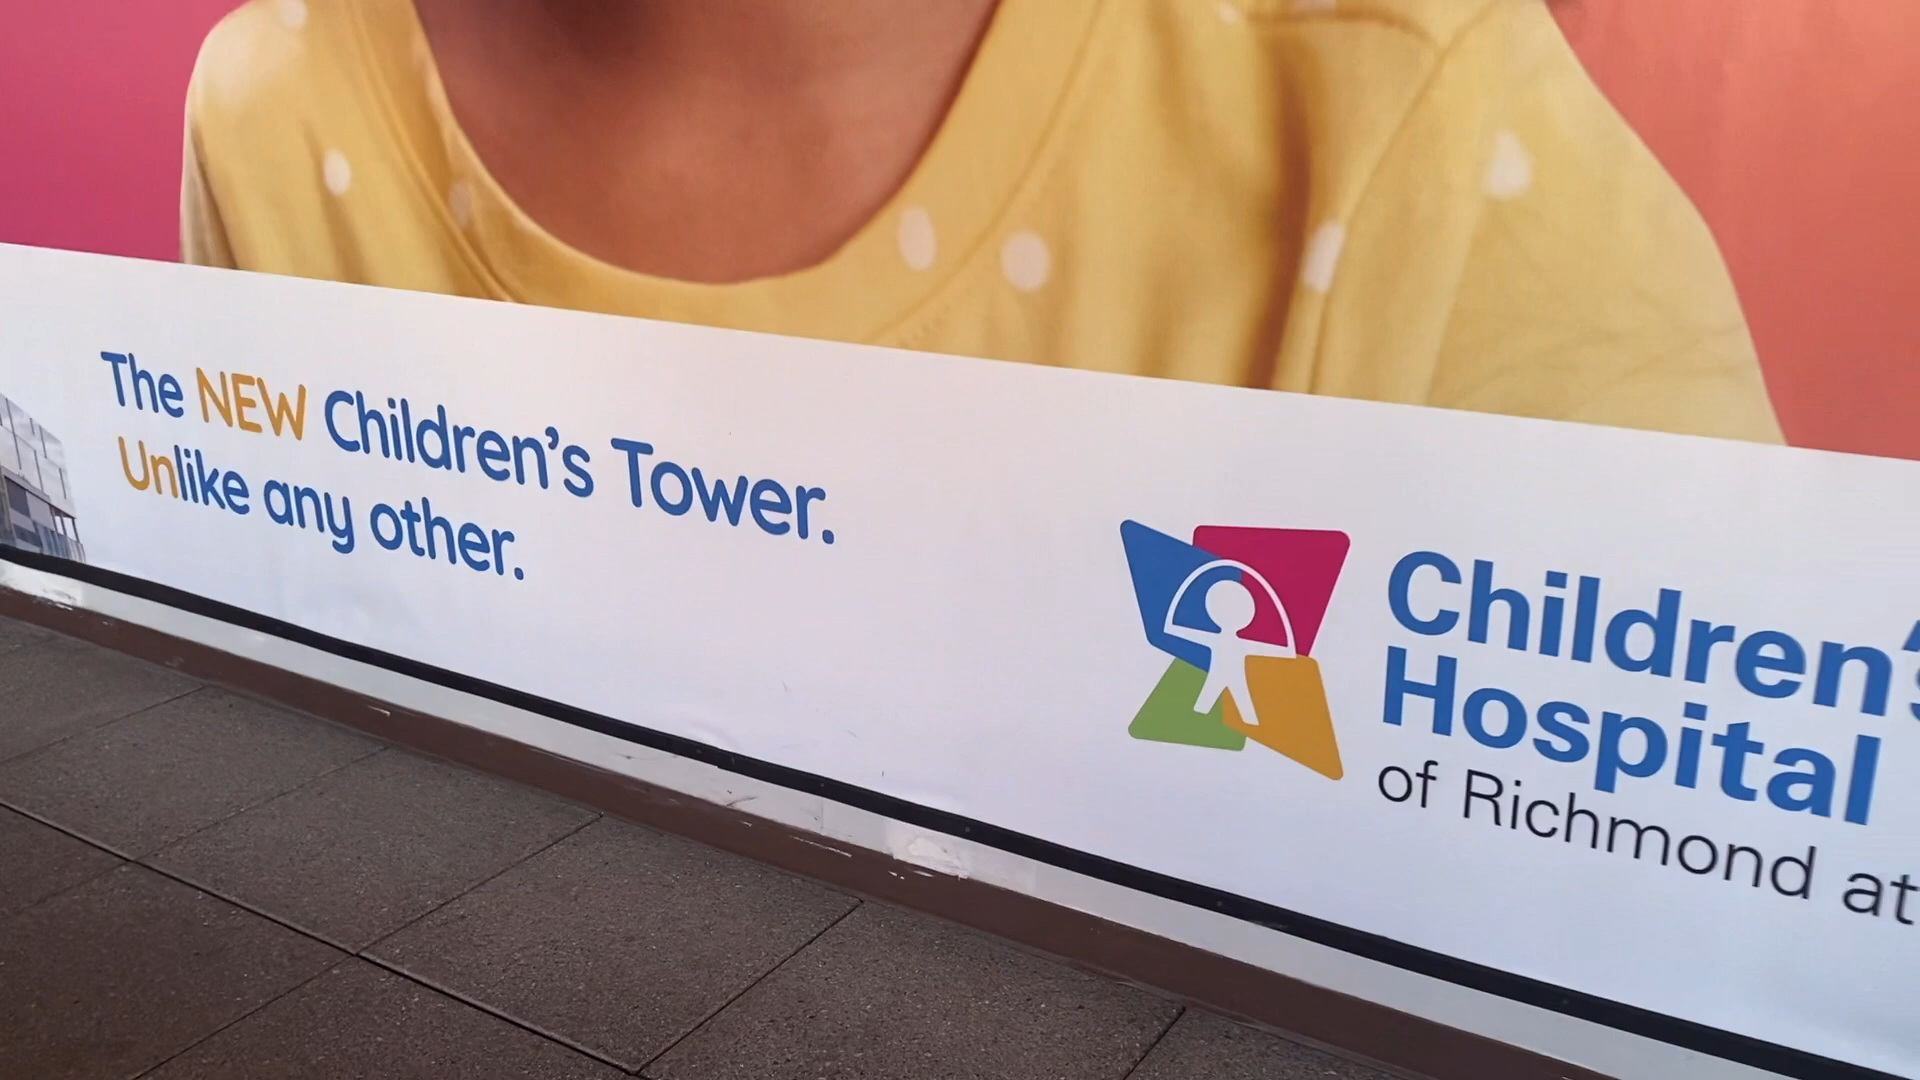 The NEW Children's Tower.
Unlike any other.
Children's
Hospital
of Richmond at